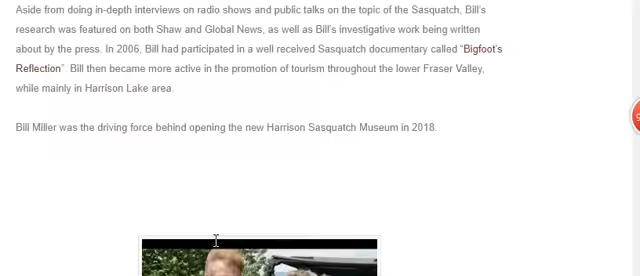 Aside from doing in-depth interviews on radio shows and public talks on the topic of the Sasquatch, Bill's
research was featured on both Shaw and Global News, as well as Bill's investigative work being written
about by the press. In 2006, Bill had participated in a well received Sasquatch documentary called "Bigfoot's
Reflection". Bill then became more active in the promotion of tourism throughout the lower Fraser Valley,
while mainly in Harrison Lake area.
Bill Miller was the driving force behind opening the new Harrison Sasquatch Museum in 2018.